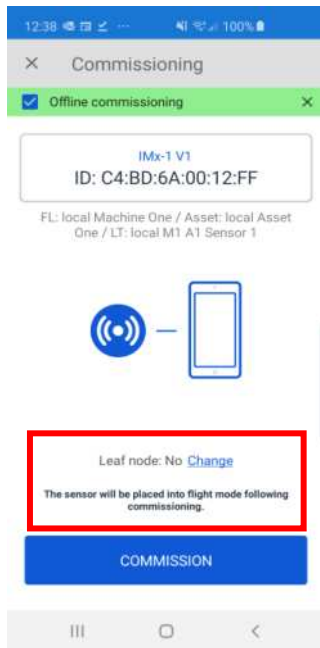 12:38 ... 100%
Commissioning
Offline commissioning
IMx-1 V1
ID: C4:BD:6A:00:12:FF
FL: local Machine One / Asset: local Asset
One / LT: local M1 A1 Sensor 1
Leaf node: No Change
The sensor will be placed into flight mode following
commissioning.
COMMISSION